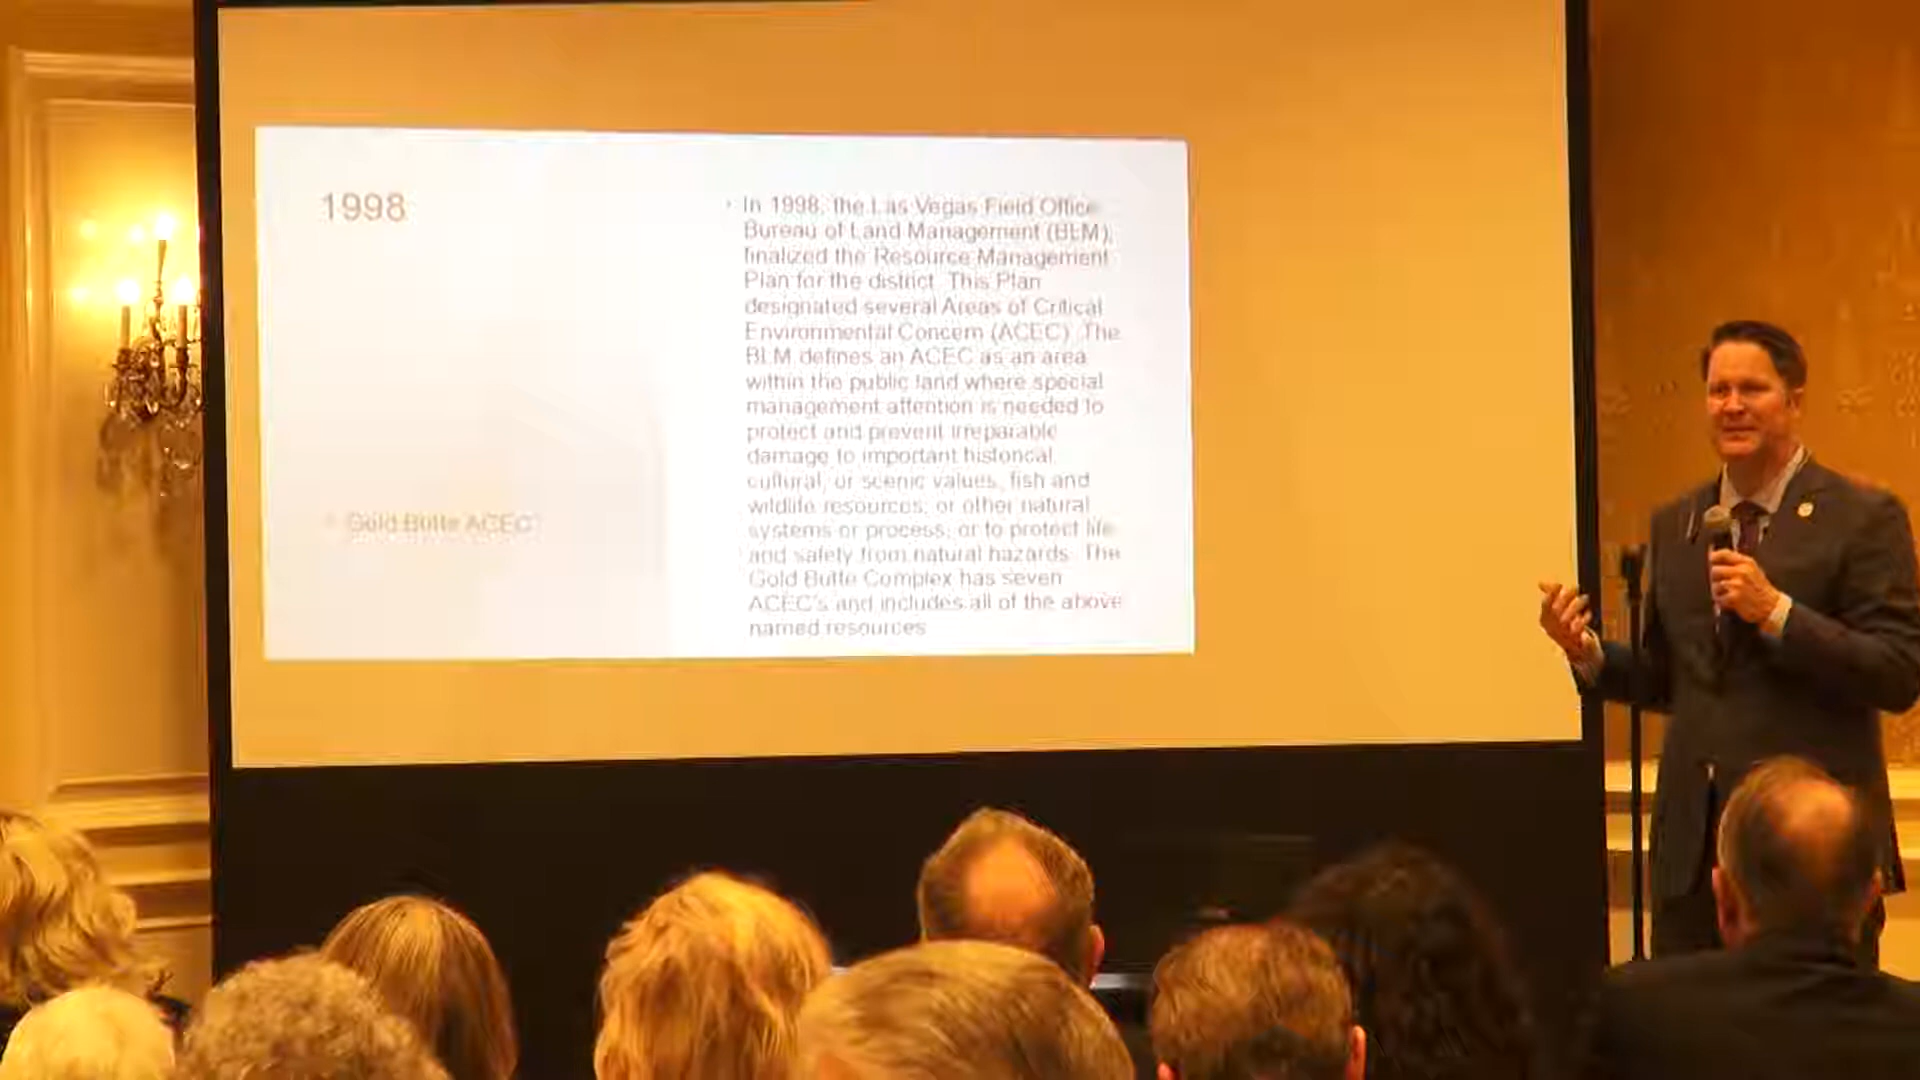 1998
Gold Butte ACEC
In 1998, the Las Vegas Field Office
Bureau of Land Management (BLM),
finalized the Resource Management
Plan for the district. This Plan
designated several Areas of Critical
Environmental Concern (ACEC). The
BLM defines an ACEC as an area
within the public land where special
management attention is needed to
protect and prevent irreparable
damage to important historical,
cultural, or scenic values, fish and
wildlife resources; or other natural
systems or process; or to protect life
and safety from natural hazards. The
Gold Butte Complex has seven
ACEC's and includes all of the above
named resources